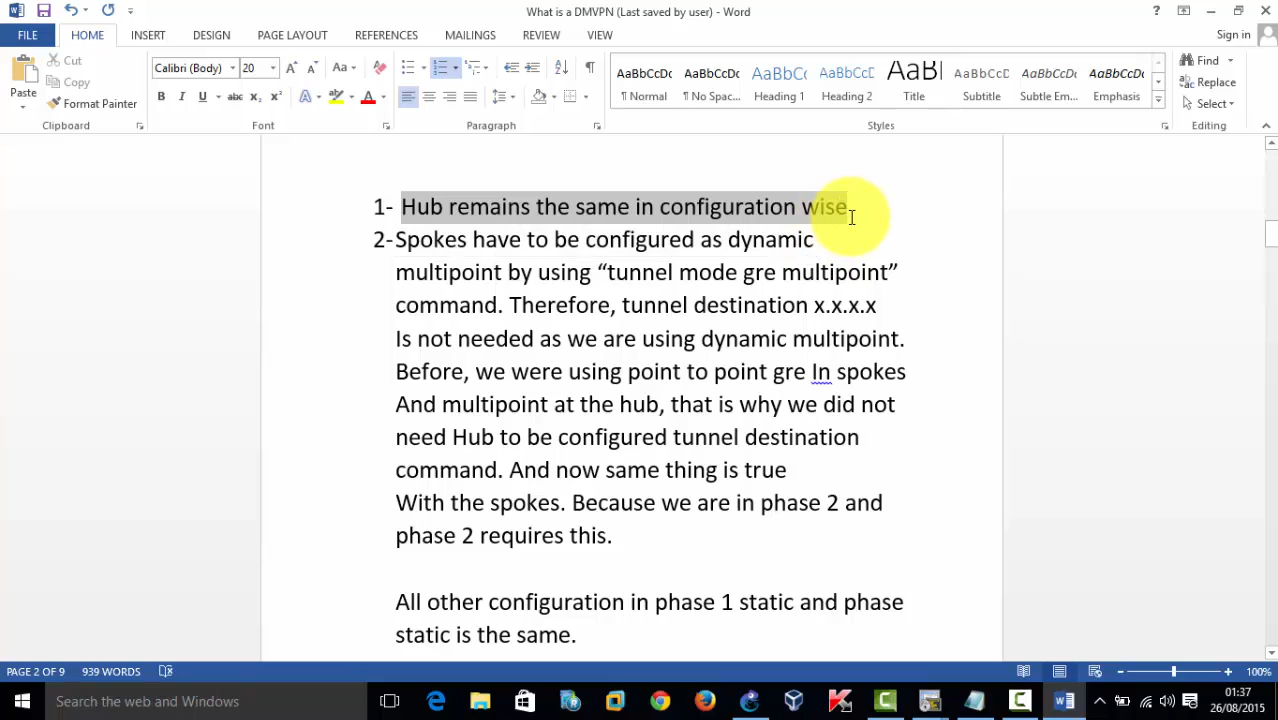 What is a DMVPN (Last saved by user) - Word
?
FILE HOME INSERT DESIGN PAGE LAYOUT REFERENCES MAILINGS REVIEW VIEW Sign in
Cut
Copy
Format Painter
Paste
Clipboard
Calibri (Body) 20
Font
Paragraph
AaBbCcDc AaBbCcDc AaBbCc AaBbCcD AaBl AaBbCcD AaBbCcDc AaBbCcDc
¶ Normal ¶ No Spac... Heading 1 Heading 2 Title Subtitle Subtle Em... Emphasis
Styles
Find
Replace
Select
Editing
1- Hub remains the same in configuration wise.
2-Spokes have to be configured as dynamic
multipoint by using “tunnel mode gre multipoint”
command. Therefore, tunnel destination x.x.x.x
Is not needed as we are using dynamic multipoint.
Before, we were using point to point gre In spokes
And multipoint at the hub, that is why we did not
need Hub to be configured tunnel destination
command. And now same thing is true
With the spokes. Because we are in phase 2 and
phase 2 requires this.
All other configuration in phase 1 static and phase
static is the same.
PAGE 2 OF 9 939 WORDS 100%
Search the web and Windows
01:37
26/08/2015